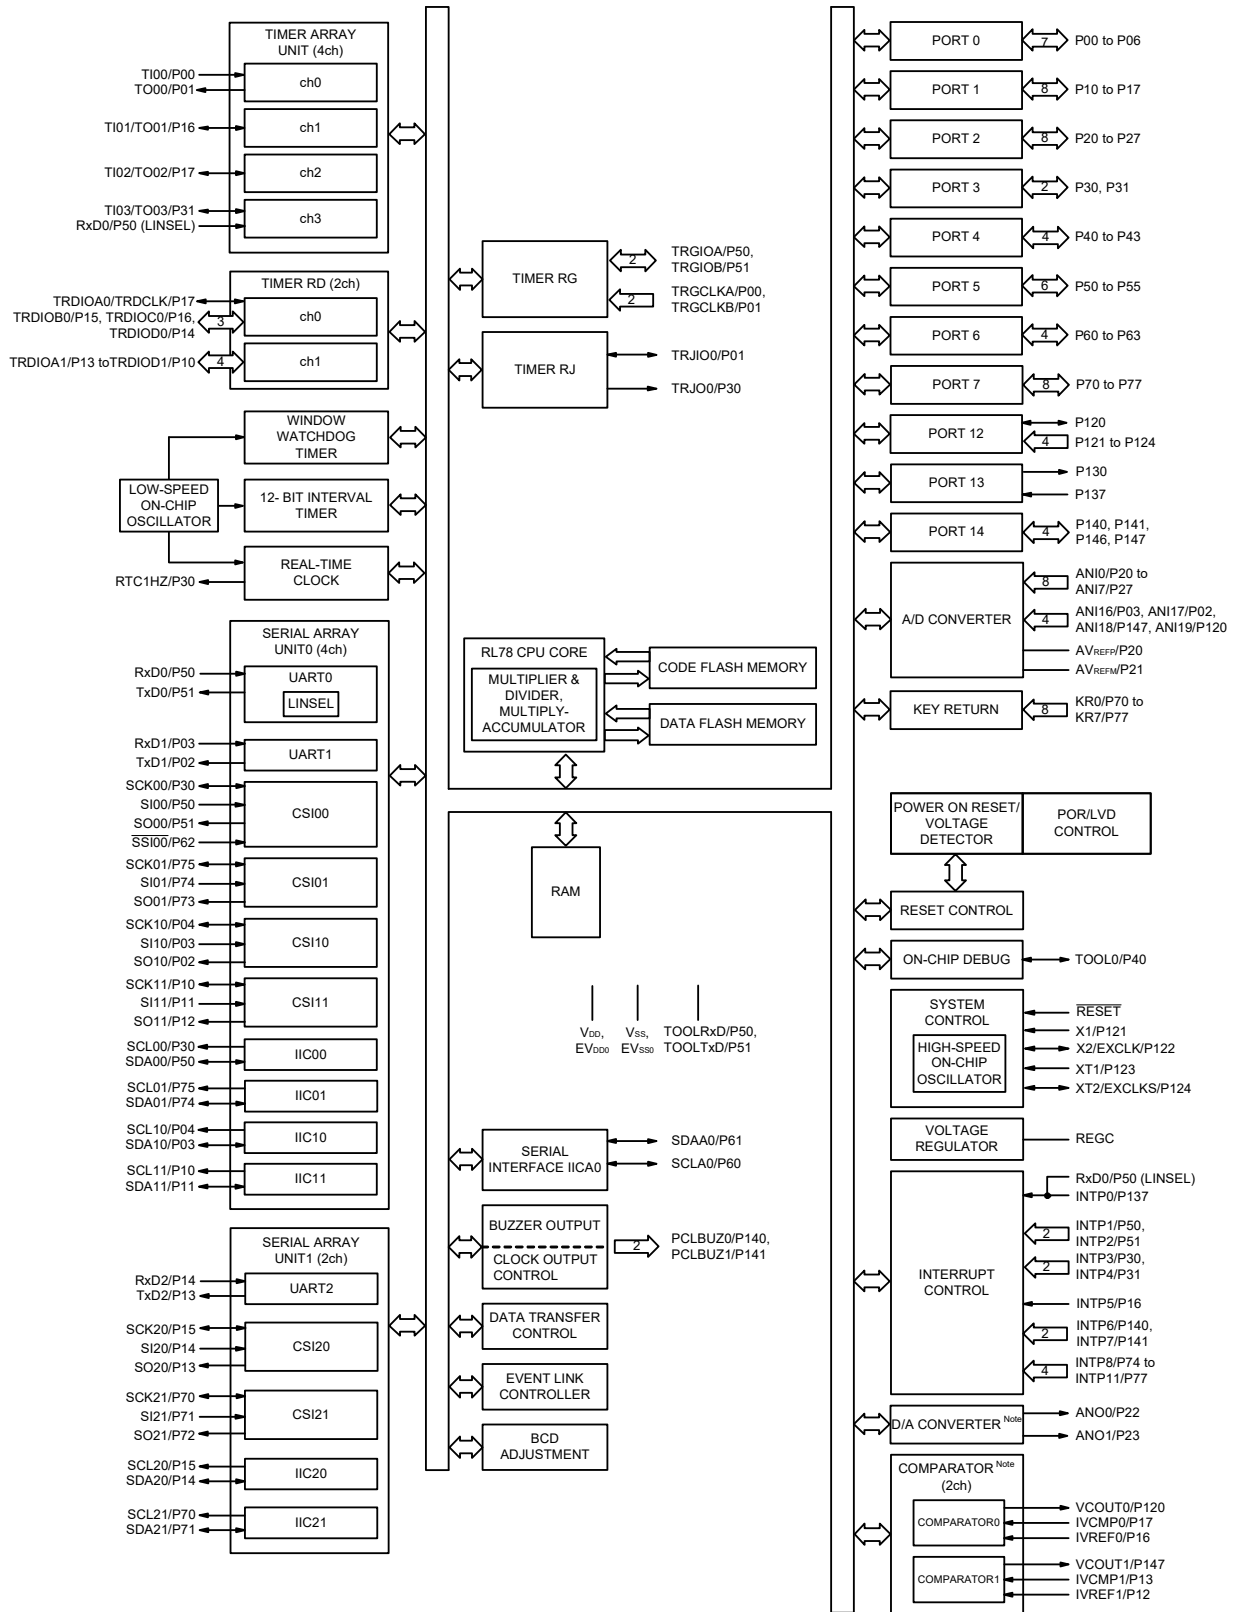 TIMER ARRAY
UNIT (4ch)
TI00/P00
TO00/P01
ch0
TI01/TO01/P16
ch1
TI02/TO02/P17
ch2
TI03/TO03/P31
RxD0/P50 (LINSEL)
ch3
TIMER RD (2ch)
TRDIOA0/TRDCLK/P17
TRDIOB0/P15, TRDIOC0/P16,
TRDIOD0/P14
3
ch0
TRDIOA1/P13 toTRDIOD1/P10
4
ch1
WINDOW
WATCHDOG
TIMER
LOW-SPEED
ON-CHIP
OSCILLATOR
12- BIT INTERVAL
TIMER
RTC1HZ/P30
REAL-TIME
CLOCK
SERIAL ARRAY
UNIT0 (4ch)
RxD0/P50
TxD0/P51
UART0
LINSEL
RxD1/P03
TxD1/P02
UART1
SCK00/P30
SI00/P50
SO00/P51
SSI00/P62
CSI00
SCK01/P75
SI01/P74
SO01/P73
CSI01
SCK10/P04
SI10/P03
SO10/P02
CSI10
SCK11/P10
SI11/P11
SO11/P12
CSI11
SCL00/P30
SDA00/P50
IIC00
SCL01/P75
SDA01/P74
IIC01
SCL10/P04
SDA10/P03
IIC10
SCL11/P10
SDA11/P11
IIC11
SERIAL ARRAY
UNIT1 (2ch)
RxD2/P14
TxD2/P13
UART2
SCK20/P15
SI20/P14
SO20/P13
CSI20
SCK21/P70
SI21/P71
SO21/P72
CSI21
SCL20/P15
SDA20/P14
IIC20
SCL21/P70
SDA21/P71
IIC21
TIMER RG
2
TRGIOA/P50,
TRGIOB/P51
2
TRGCLKA/P00,
TRGCLKB/P01
TIMER RJ
TRJIO0/P01
TRJO0/P30
RL78 CPU CORE
MULTIPLIER &
DIVIDER,
MULTIPLY-
ACCUMULATOR
CODE FLASH MEMORY
DATA FLASH MEMORY
RAM
VDD,
EVDD0
VSS,
EVSS0
TOOLRxD/P50,
TOOLTxD/P51
SERIAL
INTERFACE IICA0
SDAA0/P61
SCLA0/P60
BUZZER OUTPUT
CLOCK OUTPUT
CONTROL
2
PCLBUZ0/P140,
PCLBUZ1/P141
DATA TRANSFER
CONTROL
EVENT LINK
CONTROLLER
BCD
ADJUSTMENT
PORT 0
7
P00 to P06
PORT 1
8
P10 to P17
PORT 2
8
P20 to P27
PORT 3
2
P30, P31
PORT 4
4
P40 to P43
PORT 5
6
P50 to P55
PORT 6
4
P60 to P63
PORT 7
8
P70 to P77
PORT 12
P120
4
P121 to P124
PORT 13
P130
P137
PORT 14
4
P140, P141,
P146, P147
A/D CONVERTER
8
ANI0/P20 to
ANI7/P27
4
ANI16/P03, ANI17/P02,
ANI18/P147, ANI19/P120
AVREFP/P20
AVREFM/P21
KEY RETURN
8
KR0/P70 to
KR7/P77
POWER ON RESET/
VOLTAGE
DETECTOR
POR/LVD
CONTROL
RESET CONTROL
ON-CHIP DEBUG
TOOL0/P40
SYSTEM
CONTROL
HIGH-SPEED
ON-CHIP
OSCILLATOR
RESET
X1/P121
X2/EXCLK/P122
XT1/P123
XT2/EXCLKS/P124
VOLTAGE
REGULATOR
REGC
INTERRUPT
CONTROL
RxD0/P50 (LINSEL)
INTP0/P137
2
INTP1/P50,
INTP2/P51
2
INTP3/P30,
INTP4/P31
INTP5/P16
2
INTP6/P140,
INTP7/P141
4
INTP8/P74 to
INTP11/P77
D/A CONVERTER Note
ANO0/P22
ANO1/P23
COMPARATOR Note
(2ch)
COMPARATOR0
VCOUT0/P120
IVCMP0/P17
IVREF0/P16
COMPARATOR1
VCOUT1/P147
IVCMP1/P13
IVREF1/P12